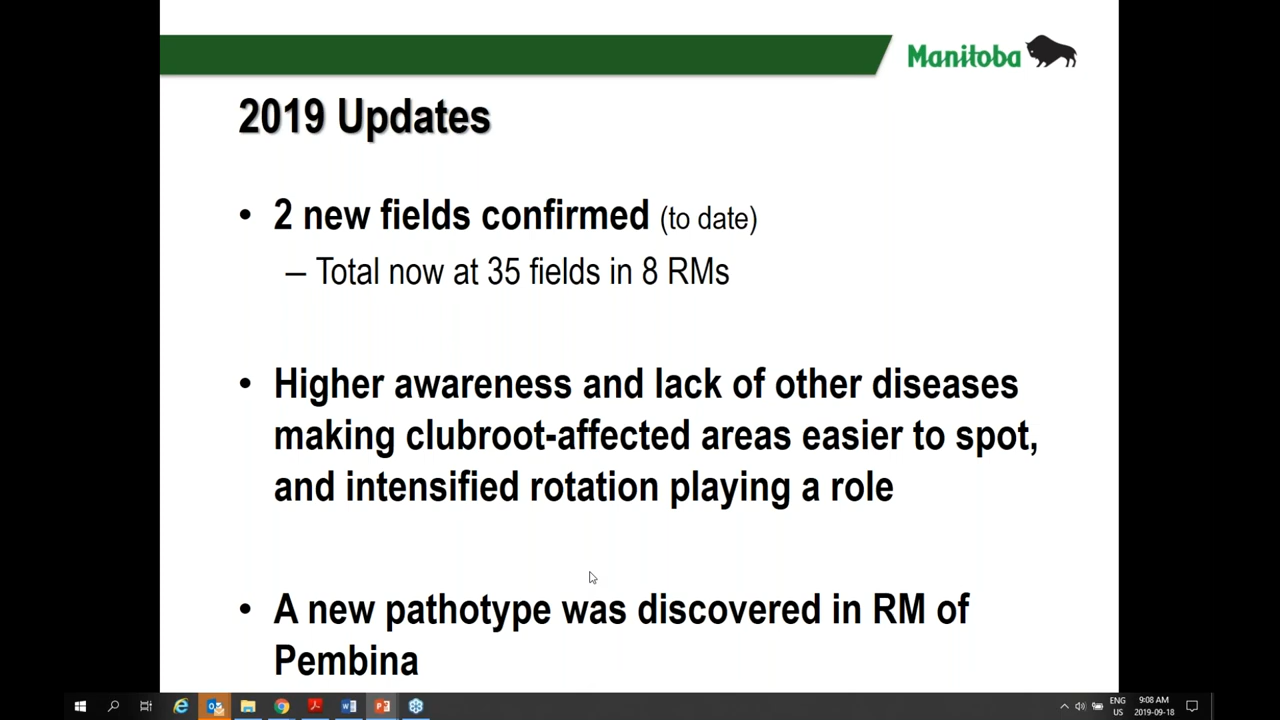 Manitoba
2019 Updates
• 2 new fields confirmed (to date)
– Total now at 35 fields in 8 RMs
• Higher awareness and lack of other diseases
making clubroot-affected areas easier to spot,
and intensified rotation playing a role
• A new pathotype was discovered in RM of
Pembina
ENG 9:08 AM
US 2019-09-18